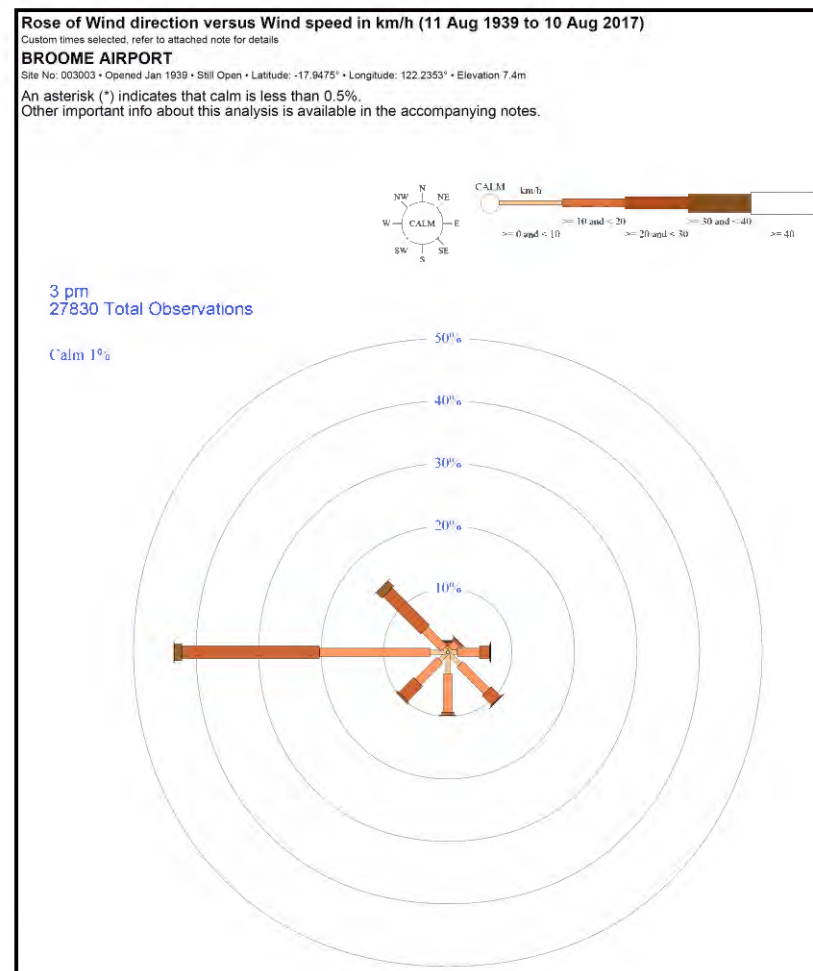 Rose of Wind direction versus Wind speed in km/h (11 Aug 1939 to 10 Aug 2017)
Custom times selected, refer to attached note for details
BROOME AIRPORT
Site No: 003003 • Opened Jan 1939 • Still Open • Latitude: -17.9475° • Longitude: 122.2353° • Elevation 7.4m
An asterisk (*) indicates that calm is less than 0.5%.
Other important info about this analysis is available in the accompanying notes.
N
NW NE
W CALM E
SW SE
S
CALM km/h
>= 10 and < 20 >= 30 and < 40
>= 0 and < 10 >= 20 and < 30 >= 40
3 pm
27830 Total Observations
Calm 1%
50%
40%
30%
20%
10%